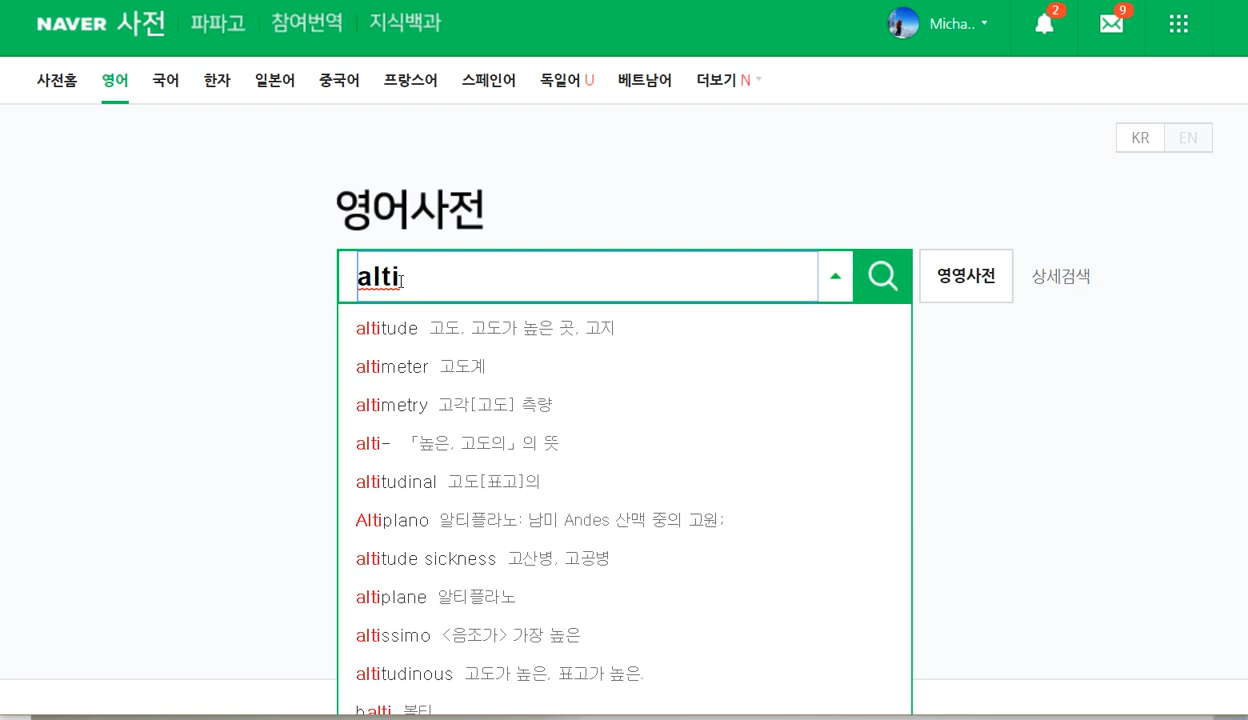 NAVER 사전 파파고 참여번역 지식백과 Micha.. 2 9
사전홈 영어 국어 한자 일본어 중국어 프랑스어 스페인어 독일어 U 베트남어 더보기 N
KR EN
영어사전
alti 영영사전 상세검색
altitude 고도, 고도가 높은 곳, 고지
altimeter 고도계
altimetry 고각[고도] 측량
alti- 「높은, 고도의」의 뜻
altitudinal 고도[표고]의
Altiplano 알티플라노: 남미 Andes 산맥 중의 고원;
altitude sickness 고산병, 고공병
altiplane 알티플라노
altissimo <음조가> 가장 높은
altitudinous 고도가 높은, 표고가 높은.
balti 볼티